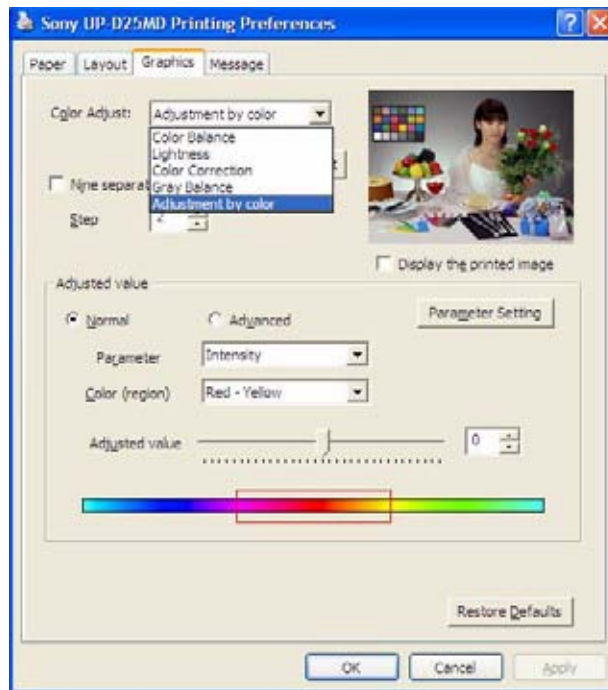 Sony UP-D25MD Printing Preferences
Paper Layout Graphics Message
Color Adjust: Adjustment by color
Color Balance
Lightness
Color Correction
Gray Balance
Adjustment by color
Nine separat
Step 2
Display the printed image
Adjusted value
Normal Advanced Parameter Setting
Parameter Intensity
Color (region) Red - Yellow
Adjusted value 0
Restore Defaults
OK Cancel Apply